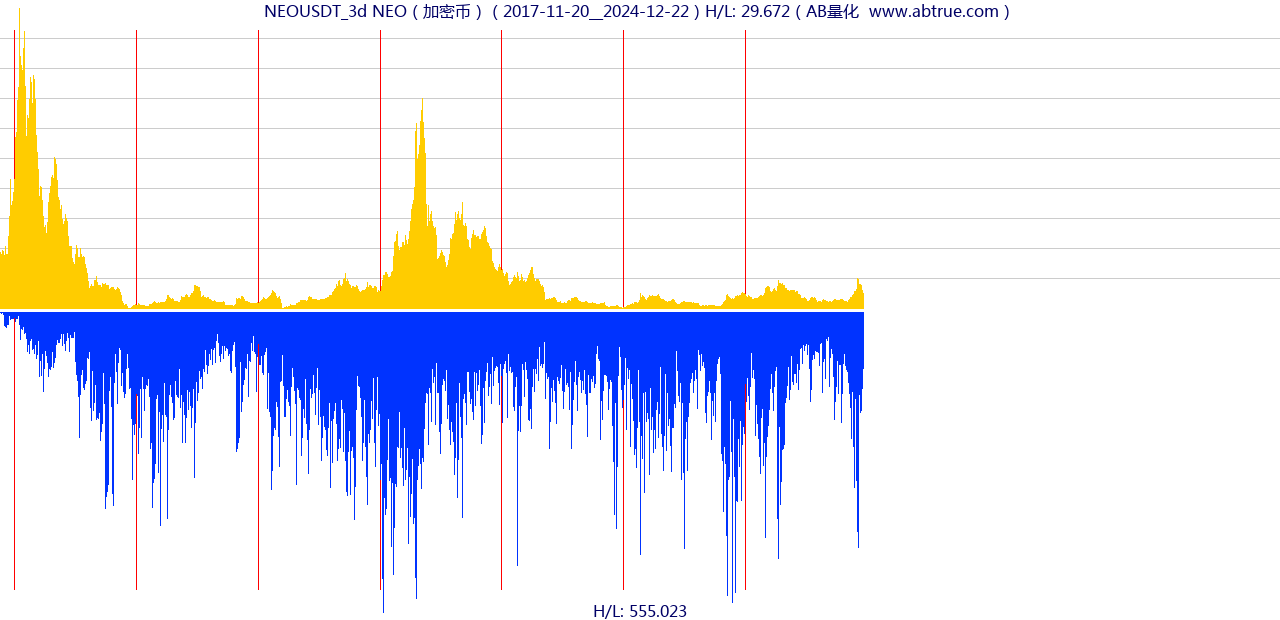 NEOUSDT_3d NEO ( 加密币 ) ( 2017-11-20__2024-12-22 ) H/L: 29.672 ( AB量化  www.abtrue.com )
H/L: 555.023